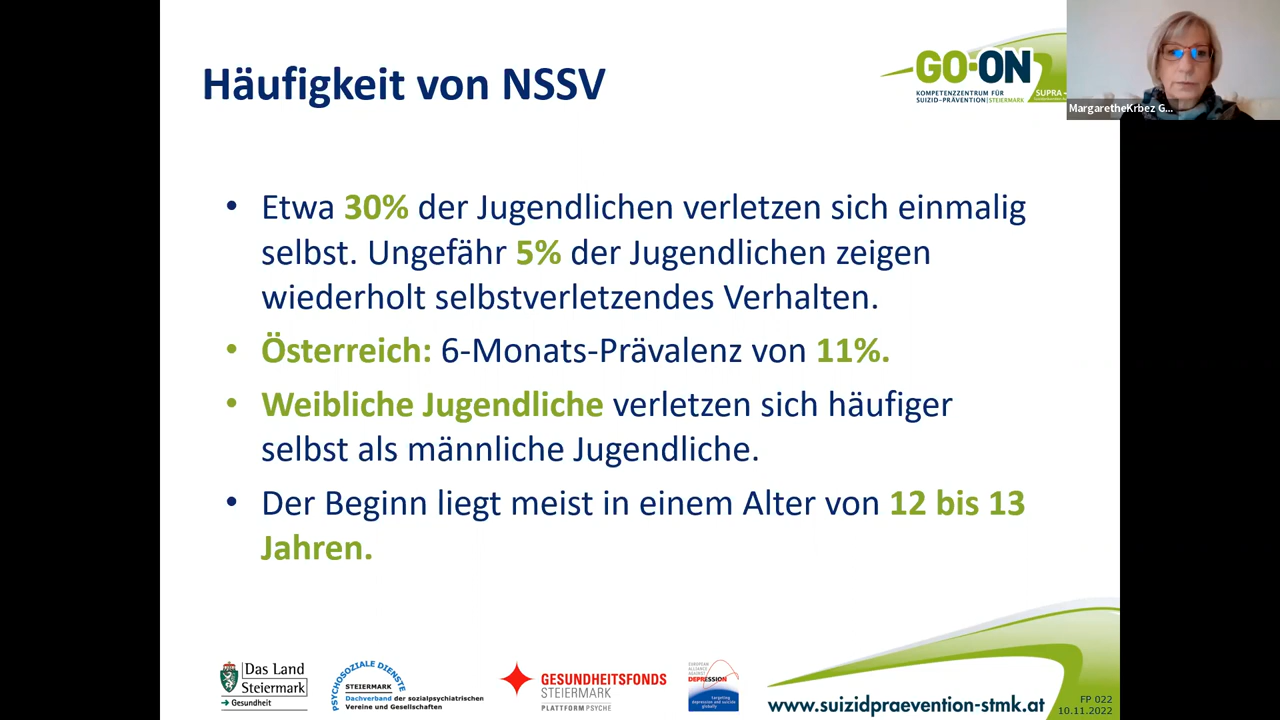 Häufigkeit von NSSV
GO-ON
KOMPETENZZENTRUM FÜR
SUIZID-PRÄVENTION|STEIERMARK
SUPRA -
MargaretheKrbez G...
• Etwa 30% der Jugendlichen verletzen sich einmalig
selbst. Ungefähr 5% der Jugendlichen zeigen
wiederholt selbstverletzendes Verhalten.
• Österreich: 6-Monats-Prävalenz von 11%.
• Weibliche Jugendliche verletzen sich häufiger
selbst als männliche Jugendliche.
• Der Beginn liegt meist in einem Alter von 12 bis 13
Jahren.
Das Land
Steiermark
➔ Gesundheit
PSYCHOSOZIALE DIENSTE
STEIERMARK
Dachverband der sozialpsychiatrischen
Vereine und Gesellschaften
GESUNDHEITSFONDS
STEIERMARK
PLATTFORM PSYCHE
EUROPEAN
ALLIANCE
AGAINST
DEPRESSION
targeting
depression and suicide
globally
www.suizidpraevention-stmk.at
FP 022
10.11.2022